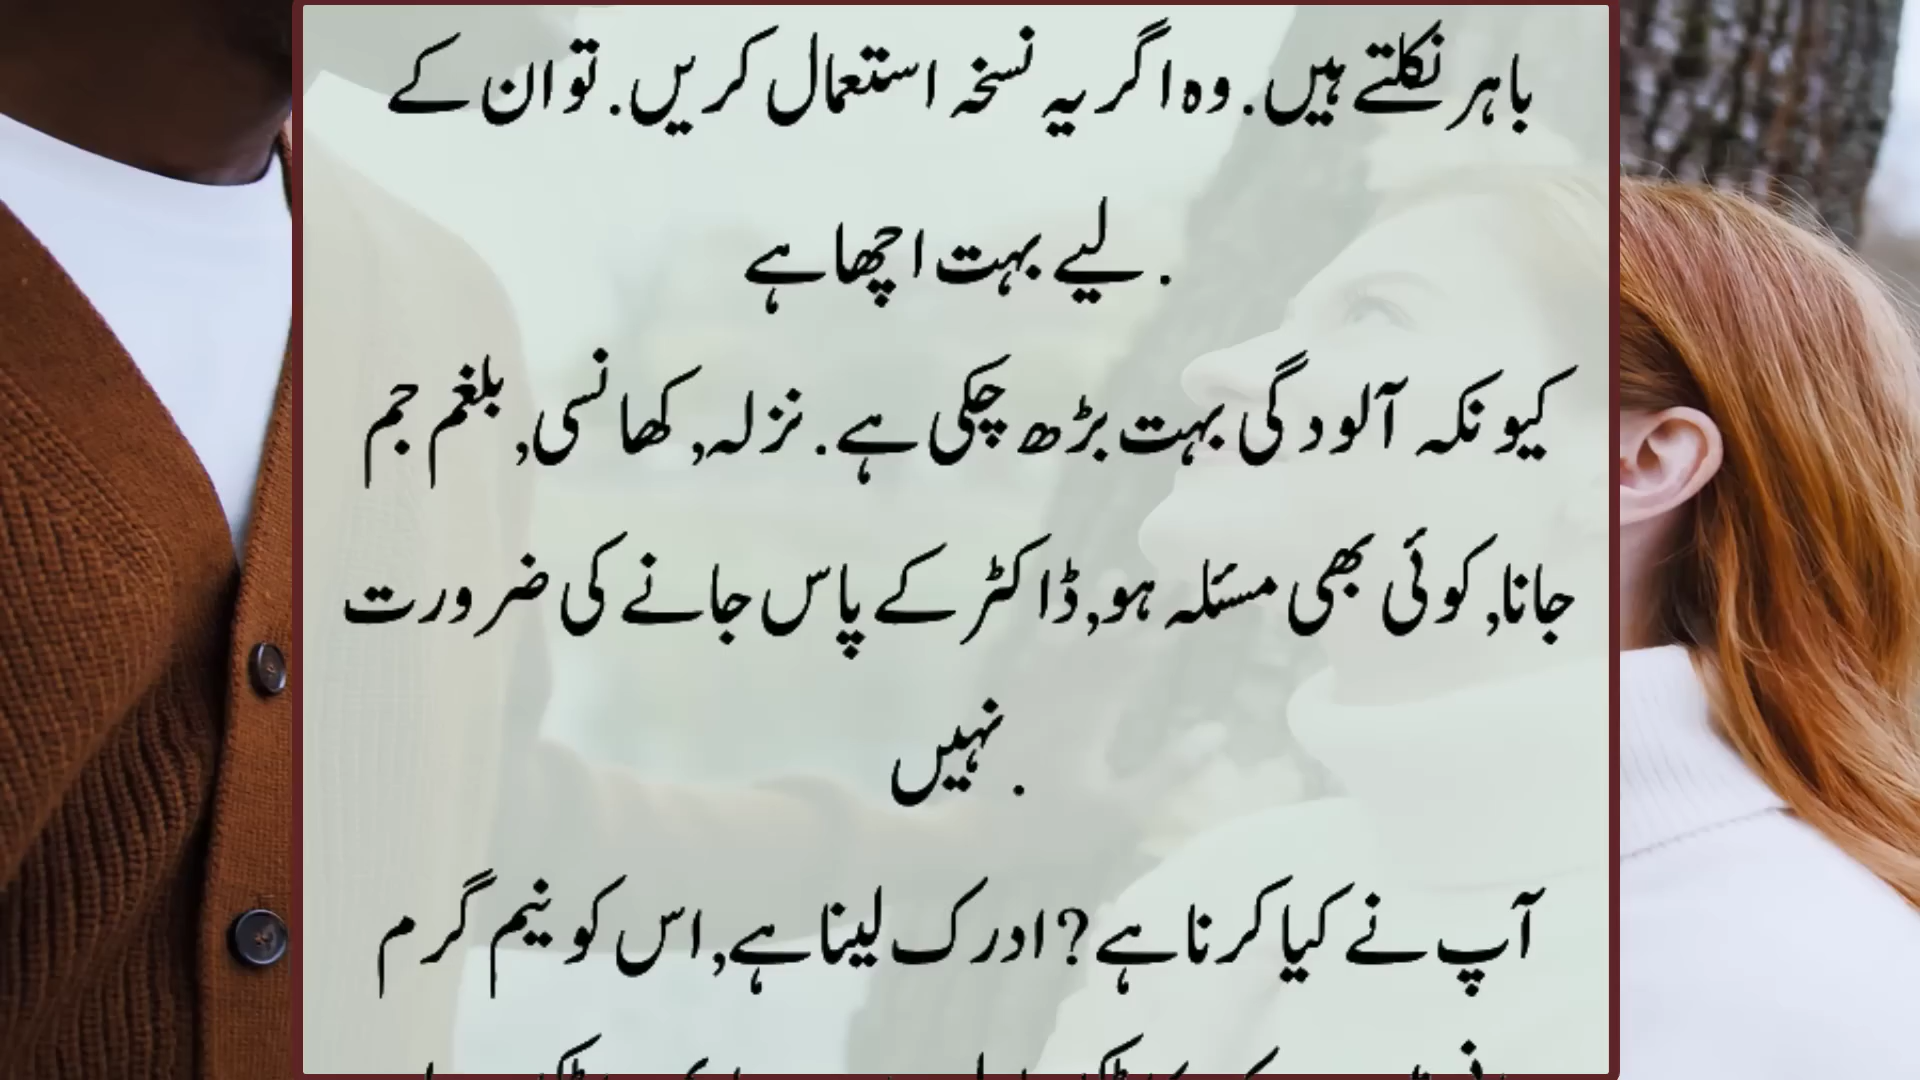 باہر نکلتے ہیں. وہ اگر یہ نسخہ استعمال کریں. تو ان کے
. لیے بہت اچھا ہے
کیونکہ آلودگی بہت بڑھ چکی ہے. نزلہ, کھانسی, بلغم جم
جانا, کوئی بھی مسئلہ ہو, ڈاکٹر کے پاس جانے کی ضرورت
. نہیں
آپ نے کیا کرنا ہے? ادرک لینا ہے, اس کو نیم گرم